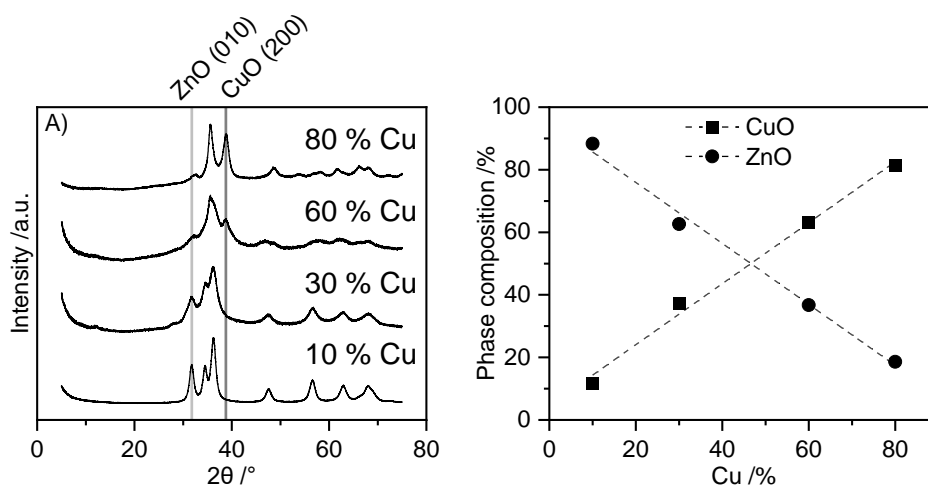 ZnO (010)
CuO (200)
A)
80 % Cu
60 % Cu
30 % Cu
10 % Cu
Intensity /a.u.
0 20 40 60 80
2θ /°
100
80
60
40
20
0
CuO
ZnO
Phase composition /%
0 20 40 60 80
Cu /%